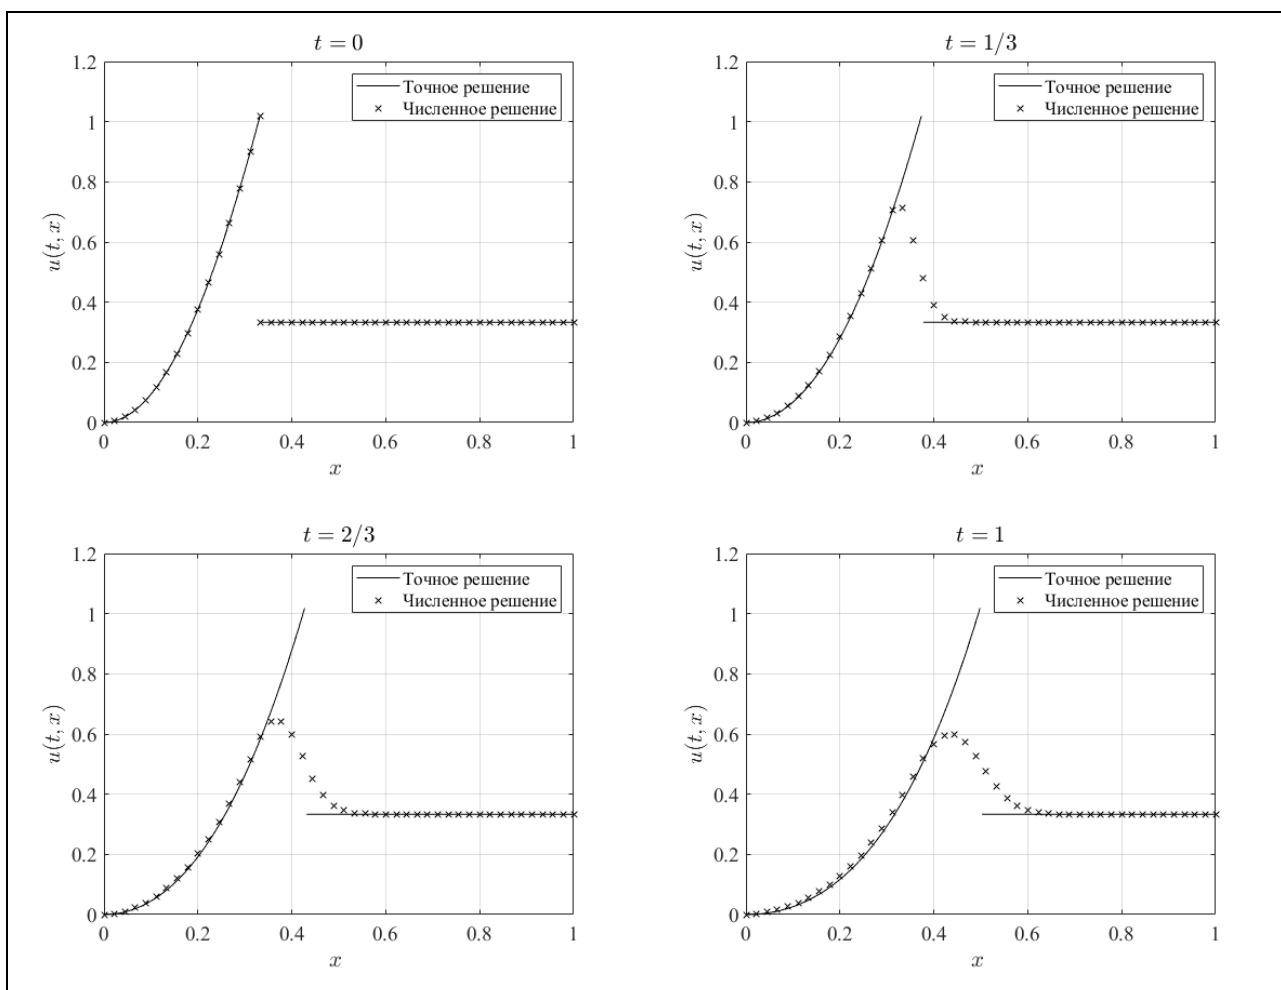 t = 0
1.2
1
0.8
0.6
0.4
0.2
0
u(t, x)
Точное решение
Численное решение
0 0.2 0.4 0.6 0.8 1
x
t = 1/3
1.2
1
0.8
0.6
0.4
0.2
0
u(t, x)
Точное решение
Численное решение
0 0.2 0.4 0.6 0.8 1
x
t = 2/3
1.2
1
0.8
0.6
0.4
0.2
0
u(t, x)
Точное решение
Численное решение
0 0.2 0.4 0.6 0.8 1
x
t = 1
1.2
1
0.8
0.6
0.4
0.2
0
u(t, x)
Точное решение
Численное решение
0 0.2 0.4 0.6 0.8 1
x